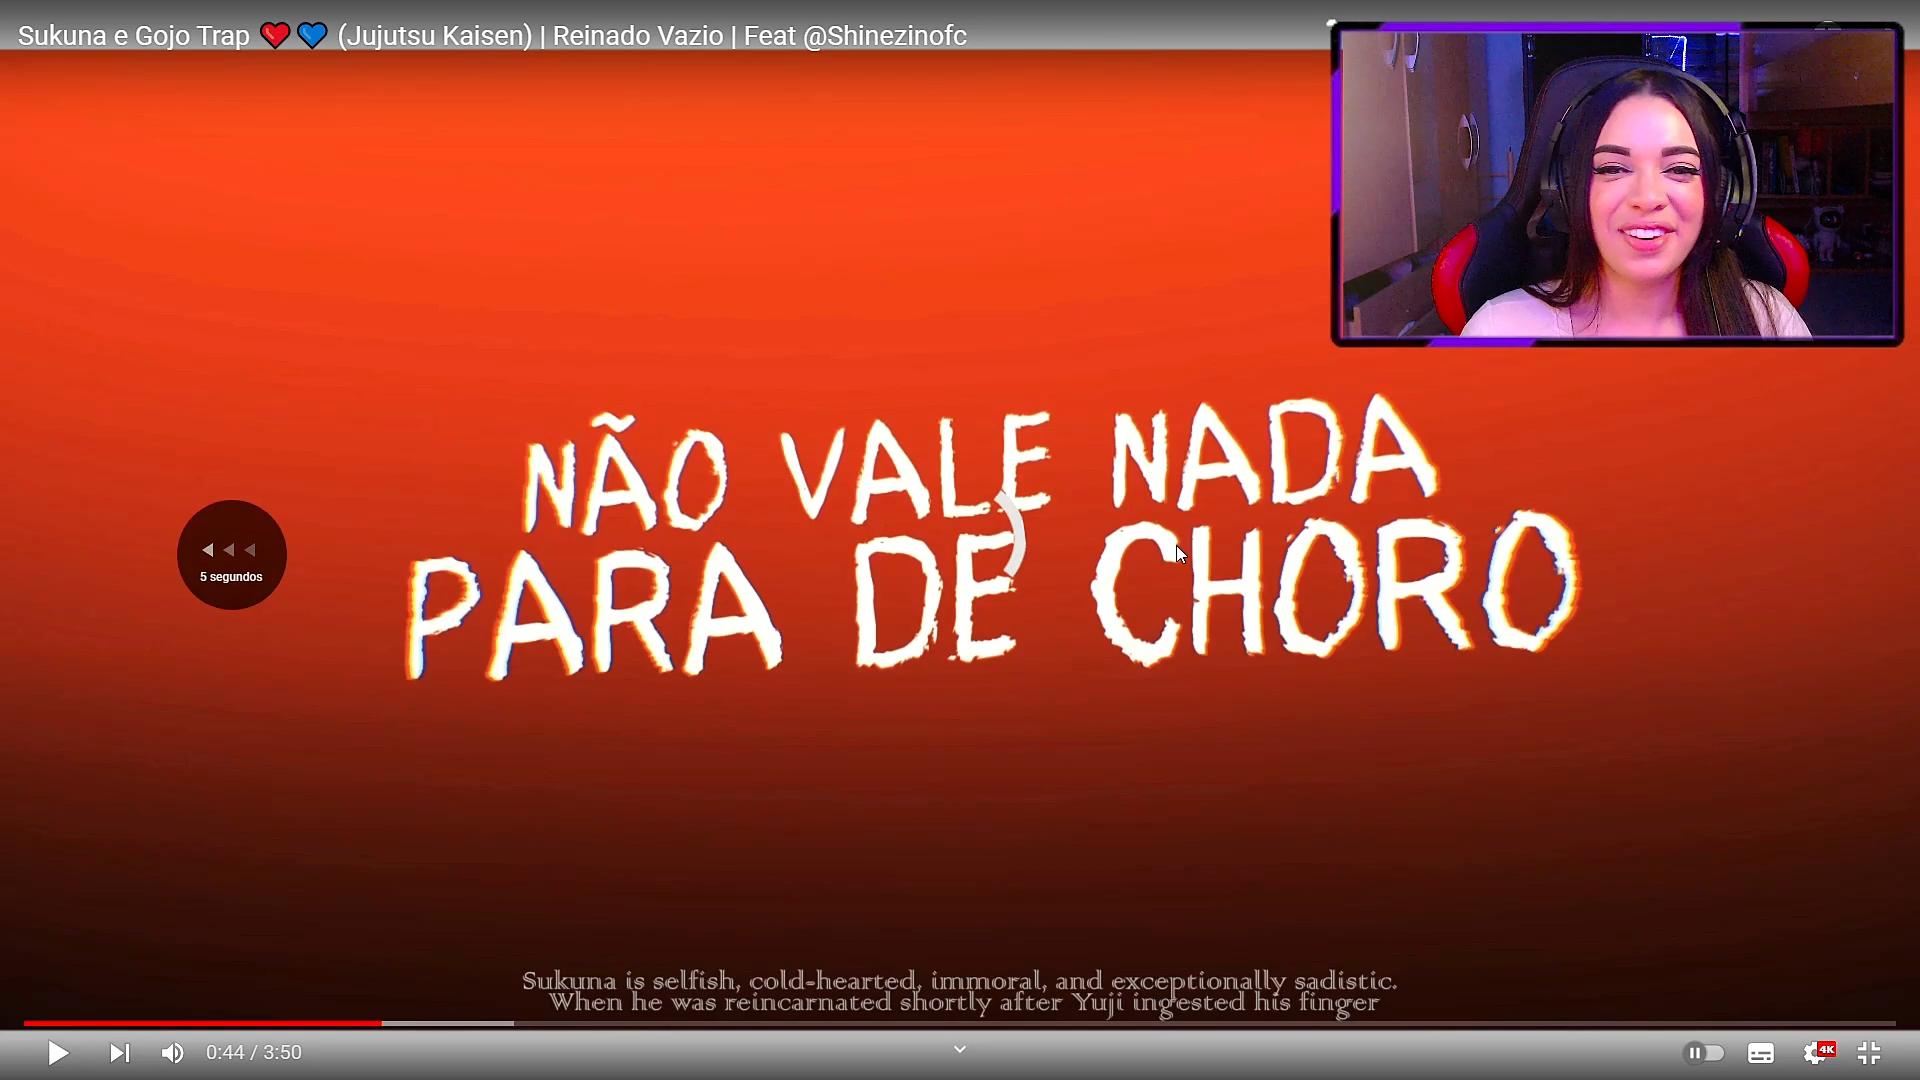 Sukuna e Gojo Trap ❤️💙 (Jujutsu Kaisen) | Reinado Vazio | Feat @Shinezinofc
NÃO VALE NADA
PARA DE CHORO
5 segundos
Sukuna is selfish, cold-hearted, immoral, and exceptionally sadistic.
When he was reincarnated shortly after Yuji ingested his finger
0:44 / 3:50
4K